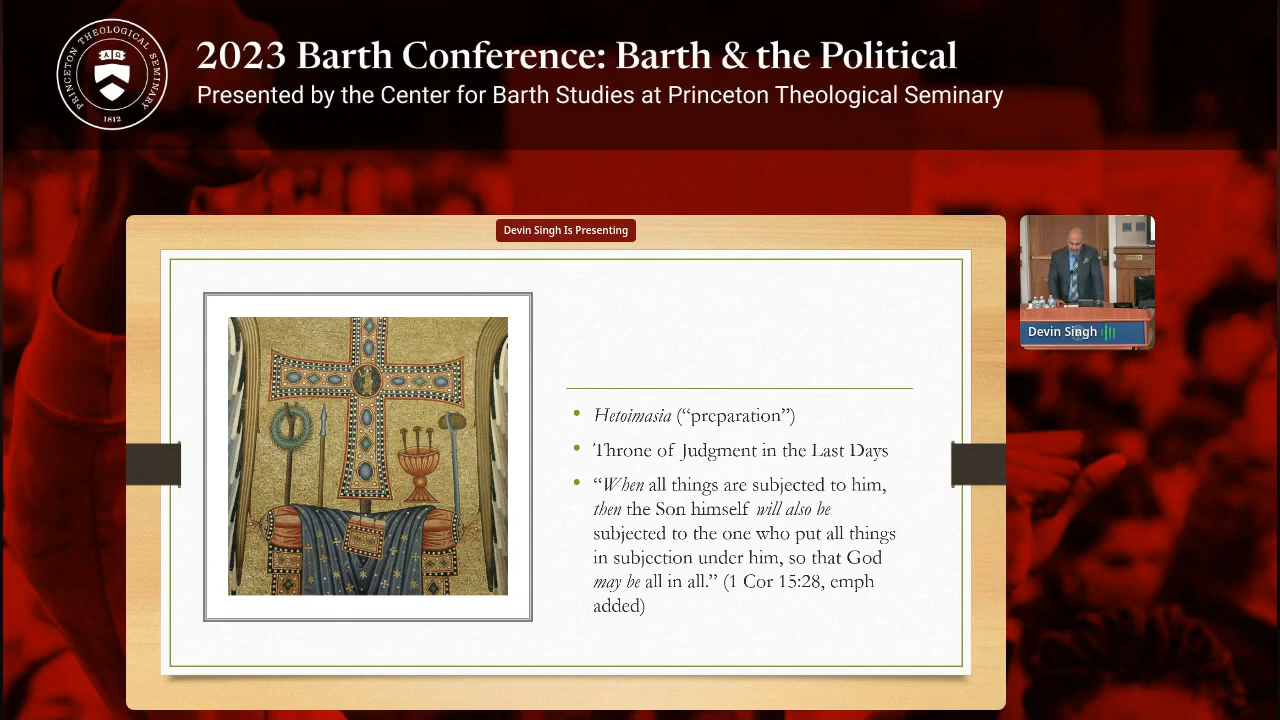 PRINCETON THEOLOGICAL SEMINARY
1812
2023 Barth Conference: Barth & the Political
Presented by the Center for Barth Studies at Princeton Theological Seminary
Devin Singh Is Presenting
Devin Singh
• Hetoimasia (“preparation”)
• Throne of Judgment in the Last Days
• “When all things are subjected to him,
then the Son himself will also be
subjected to the one who put all things
in subjection under him, so that God
may be all in all.” (1 Cor 15:28, emph
added)